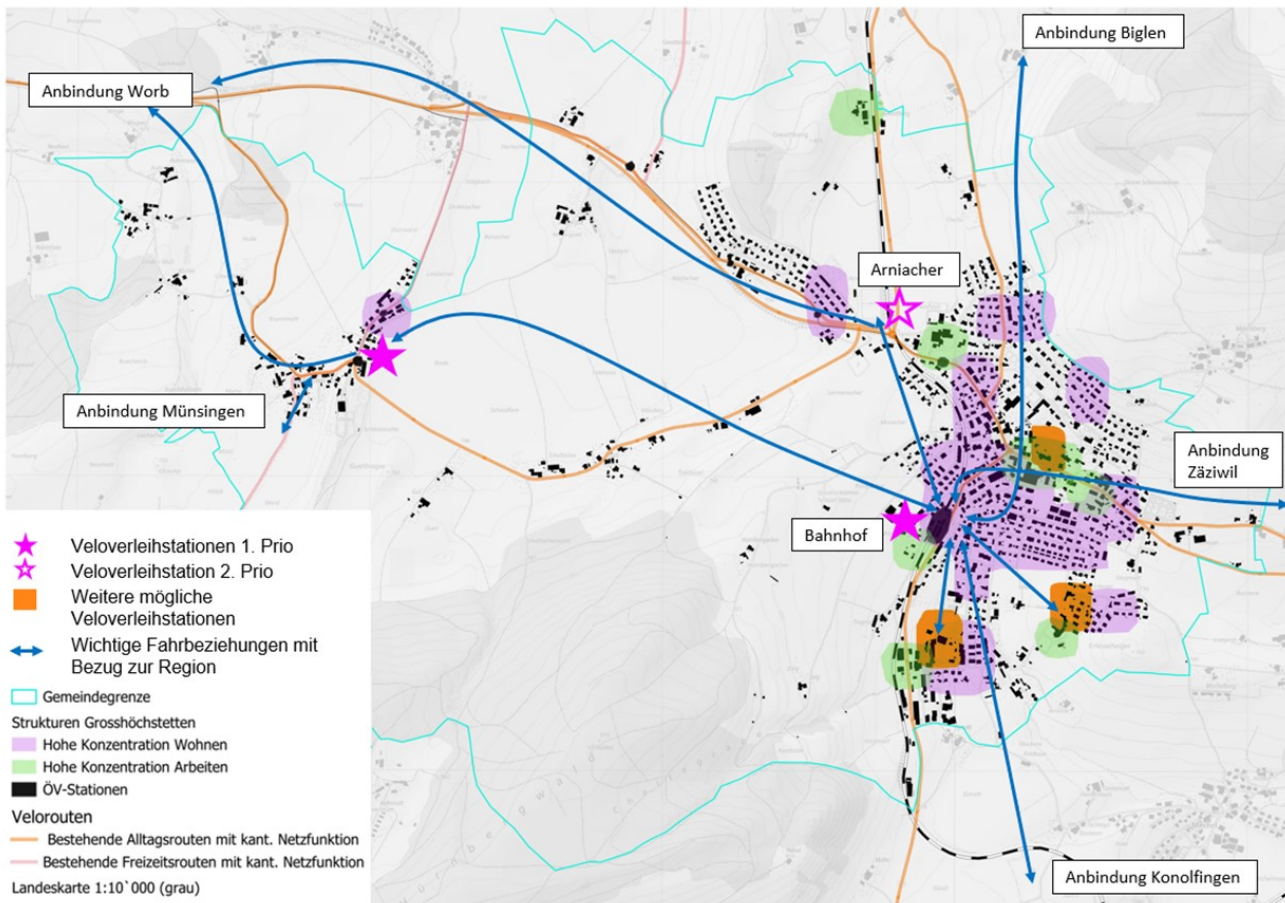 Anbindung Biglen
Anbindung Worb
Arniacher
Anbindung Münsingen
Anbindung
Zäziwil
Bahnhof
Veloverleihstationen 1. Prio
Veloverleihstation 2. Prio
Weitere mögliche
Veloverleihstationen
Wichtige Fahrbeziehungen mit
Bezug zur Region
Gemeindegrenze
Strukturen Grosshöchstetten
Hohe Konzentration Wohnen
Hohe Konzentration Arbeiten
ÖV-Stationen
Velorouten
Bestehende Alltagsrouten mit kant. Netzfunktion
Bestehende Freizeitsrouten mit kant. Netzfunktion
Landeskarte 1:10`000 (grau)
Anbindung Konolfingen